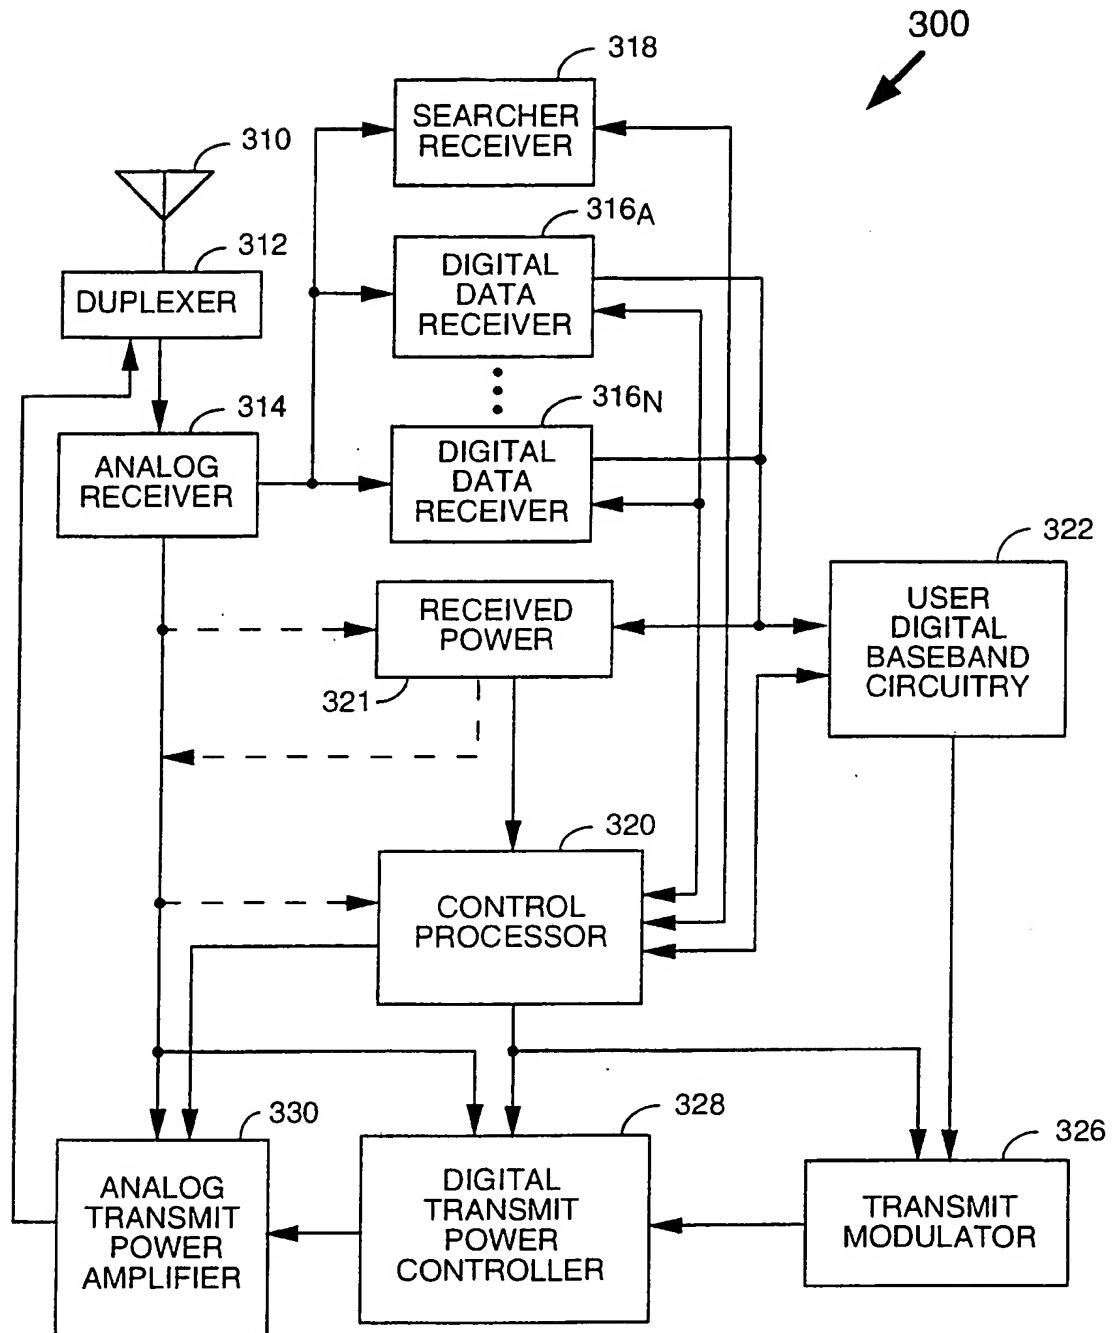 300
318
SEARCHER
RECEIVER
310
316A
312
DIGITAL
DATA
RECEIVER
DUPLEXER
316N
314
DIGITAL
DATA
RECEIVER
ANALOG
RECEIVER
322
USER
DIGITAL
BASEBAND
CIRCUITRY
RECEIVED
POWER
321
320
CONTROL
PROCESSOR
330
ANALOG
TRANSMIT
POWER
AMPLIFIER
328
DIGITAL
TRANSMIT
POWER
CONTROLLER
326
TRANSMIT
MODULATOR